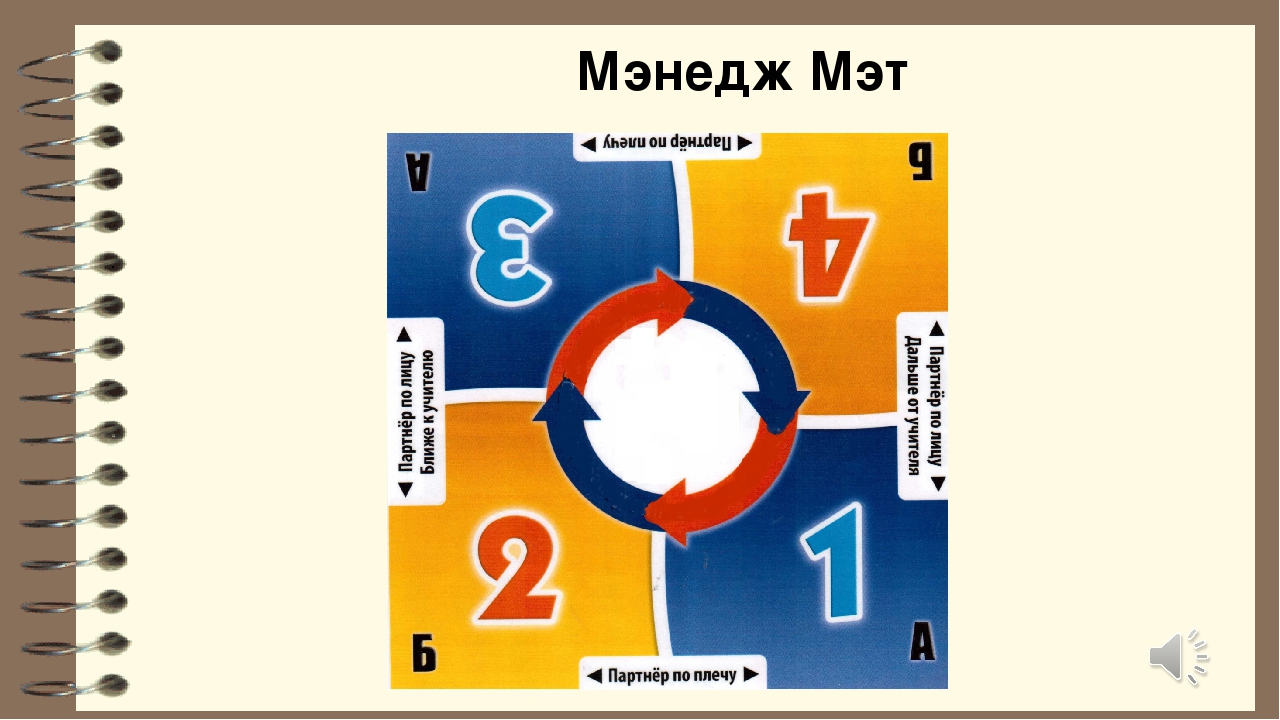 Мэнедж Мэт
Партнёр по плечу
А
Б
3
4
Партнёр по лицу
Ближе к учителю
Партнёр по лицу
Дальше от учителя
2
1
Б
А
Партнёр по плечу